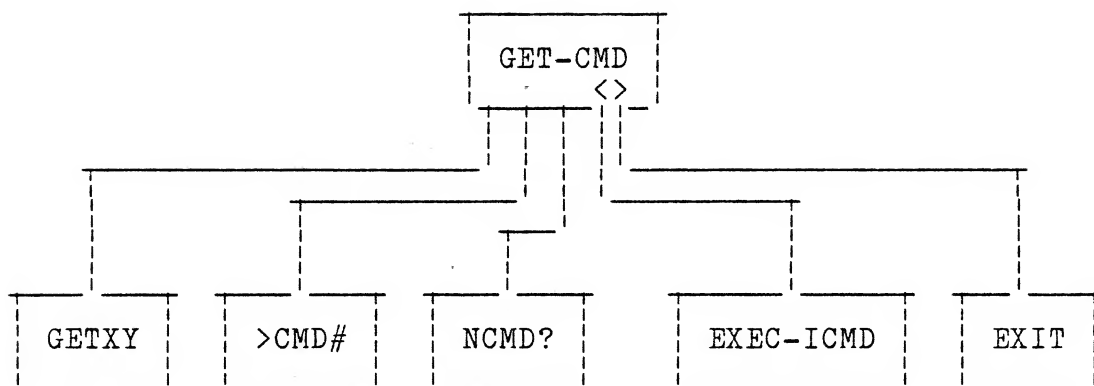 GET-CMD
<>
GETXY >CMD# NCMD? EXEC-ICMD EXIT